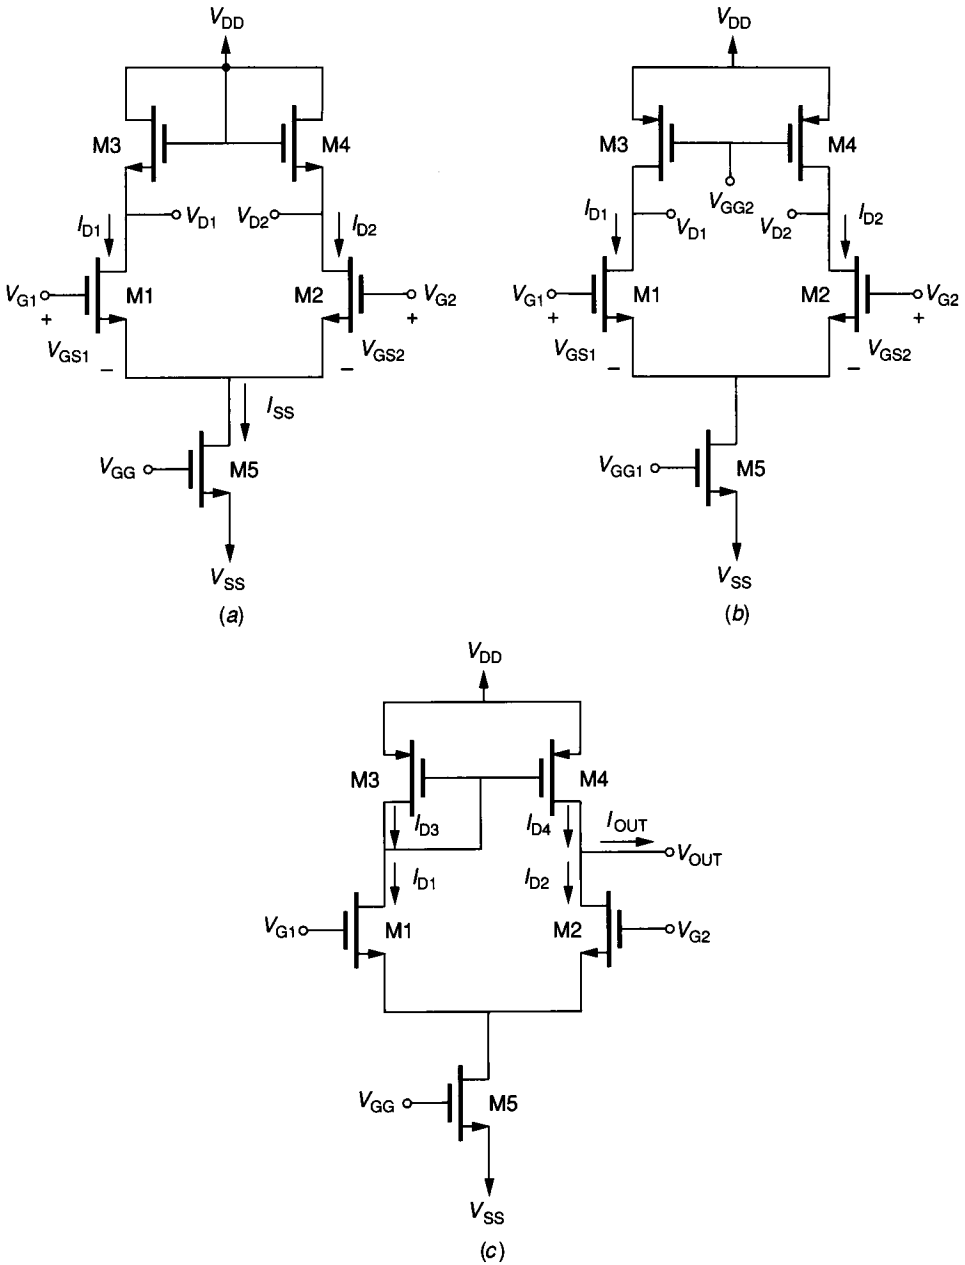 VDD VDD
M3 M4 M3 M4
VGG2
ID1 VD1 VD2 ID2 ID1 VD1 VD2 ID2
VG1 M1 M2 VG2 VG1 M1 M2 VG2
+ + + +
VGS1 VGS2 VGS1 VGS2
− − − −
ISS
VGG M5 VGG1 M5
VSS VSS
(a) (b)
VDD
M3 M4
ID3 ID4 IOUT
VOUT
ID1 ID2
VG1 M1 M2 VG2
VGG M5
VSS
(c)